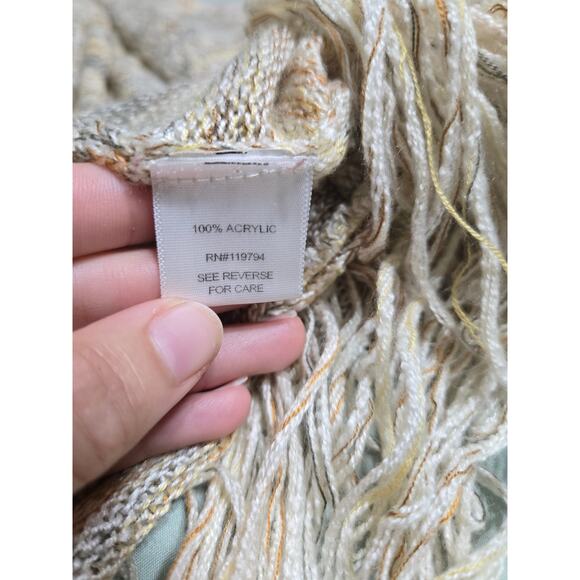 100% ACRYLIC
RN#119794
SEE REVERSE
FOR CARE